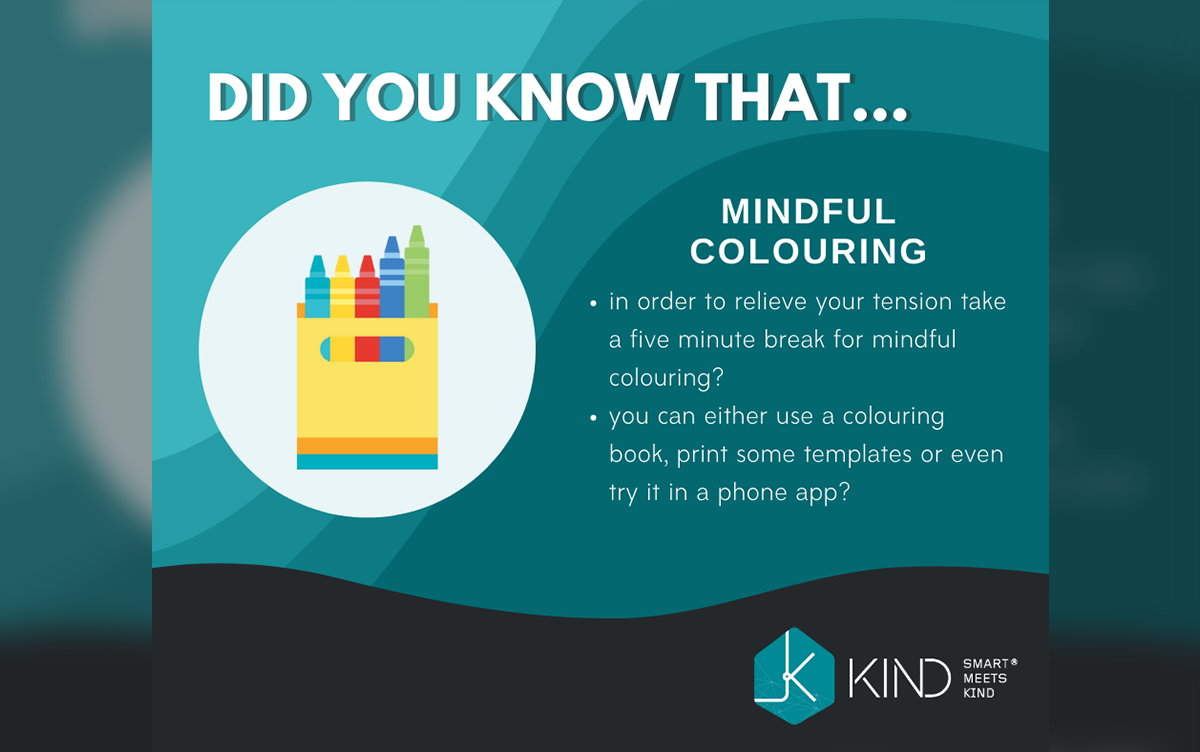 DID YOU KNOW THAT...
MINDFUL
COLOURING
• in order to relieve your tension take
a five minute break for mindful
colouring?
• you can either use a colouring
book, print some templates or even
try it in a phone app?
KIND
SMART®
MEETS
KIND